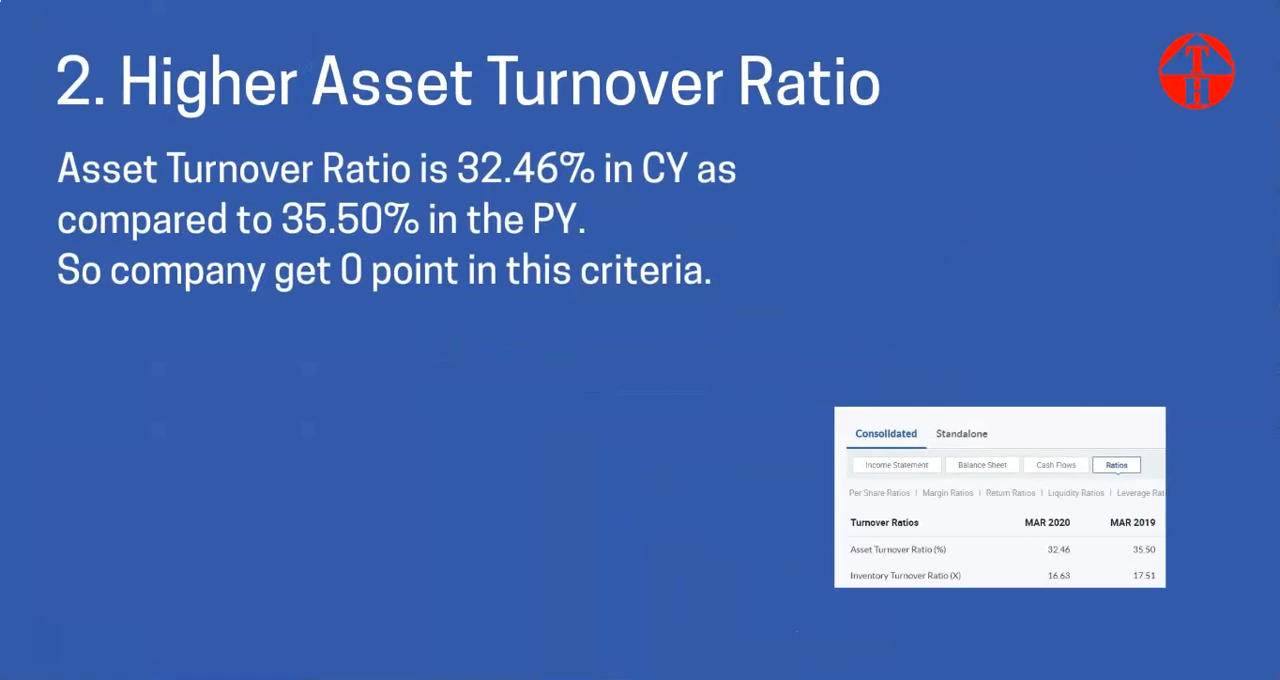 2. Higher Asset Turnover Ratio
TH
Asset Turnover Ratio is 32.46% in CY as
compared to 35.50% in the PY.
So company get 0 point in this criteria.
Consolidated Standalone
Income Statement Balance Sheet Cash Flows Ratios
Per Share Ratios | Margin Ratios | Return Ratios | Liquidity Ratios | Leverage Rat
Turnover Ratios MAR 2020 MAR 2019
Asset Turnover Ratio (%) 32.46 35.50
Inventory Turnover Ratio (X) 16.63 17.51